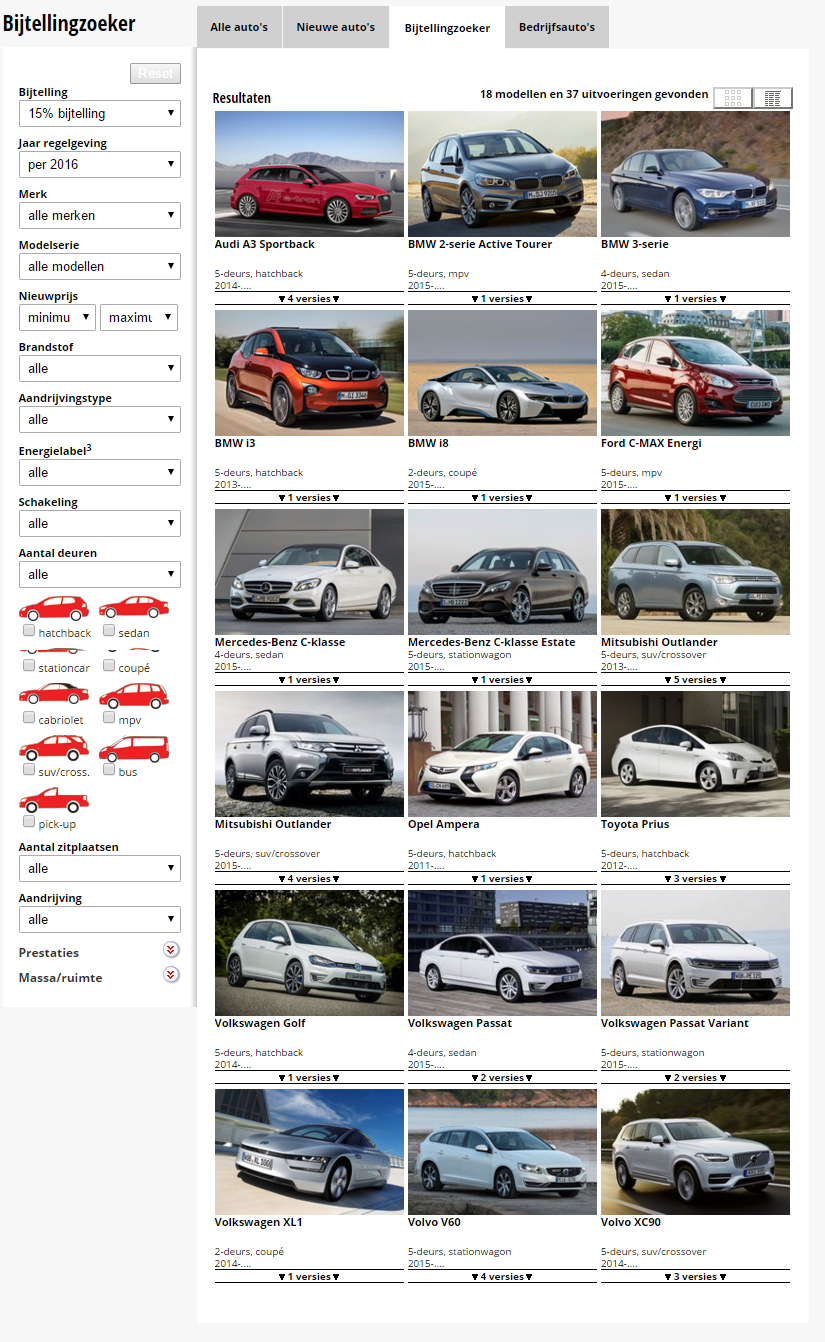 Bijtellingzoeker
Alle auto's
Nieuwe auto's
Bijtellingzoeker
Bedrijfsauto's
Reset
Bijtelling
15% bijtelling
Jaar regelgeving
per 2016
Merk
alle merken
Modelserie
alle modellen
Nieuwprijs
minimu
maximu
Brandstof
alle
Aandrijvingstype
alle
Energielabel3
alle
Schakeling
alle
Aantal deuren
alle
hatchback
sedan
stationcar
coupé
cabriolet
mpv
suv/cross.
bus
pick-up
Aantal zitplaatsen
alle
Aandrijving
alle
Prestaties
Massa/ruimte
Resultaten
18 modellen en 37 uitvoeringen gevonden
e-tron
Audi A3 Sportback
5-deurs, hatchback
2014-....
▼ 4 versies ▼
BMW 2-serie Active Tourer
5-deurs, mpv
2015-....
▼ 1 versies ▼
BMW 3-serie
4-deurs, sedan
2015-....
▼ 1 versies ▼
BMW i3
5-deurs, hatchback
2013-....
▼ 1 versies ▼
BMW i8
2-deurs, coupé
2015-....
▼ 1 versies ▼
Ford C-MAX Energi
5-deurs, mpv
2015-....
▼ 1 versies ▼
Mercedes-Benz C-klasse
4-deurs, sedan
2015-....
▼ 1 versies ▼
Mercedes-Benz C-klasse Estate
5-deurs, stationwagon
2015-....
▼ 1 versies ▼
Mitsubishi Outlander
5-deurs, suv/crossover
2013-....
▼ 5 versies ▼
Mitsubishi Outlander
5-deurs, suv/crossover
2015-....
▼ 4 versies ▼
Opel Ampera
5-deurs, hatchback
2011-....
▼ 1 versies ▼
Toyota Prius
5-deurs, hatchback
2012-....
▼ 3 versies ▼
Volkswagen Golf
5-deurs, hatchback
2014-....
▼ 1 versies ▼
Volkswagen Passat
4-deurs, sedan
2015-....
▼ 2 versies ▼
Volkswagen Passat Variant
5-deurs, stationwagon
2015-....
▼ 2 versies ▼
Volkswagen XL1
2-deurs, coupé
2014-....
▼ 1 versies ▼
Volvo V60
5-deurs, stationwagon
2015-....
▼ 4 versies ▼
Volvo XC90
5-deurs, suv/crossover
2014-....
▼ 3 versies ▼